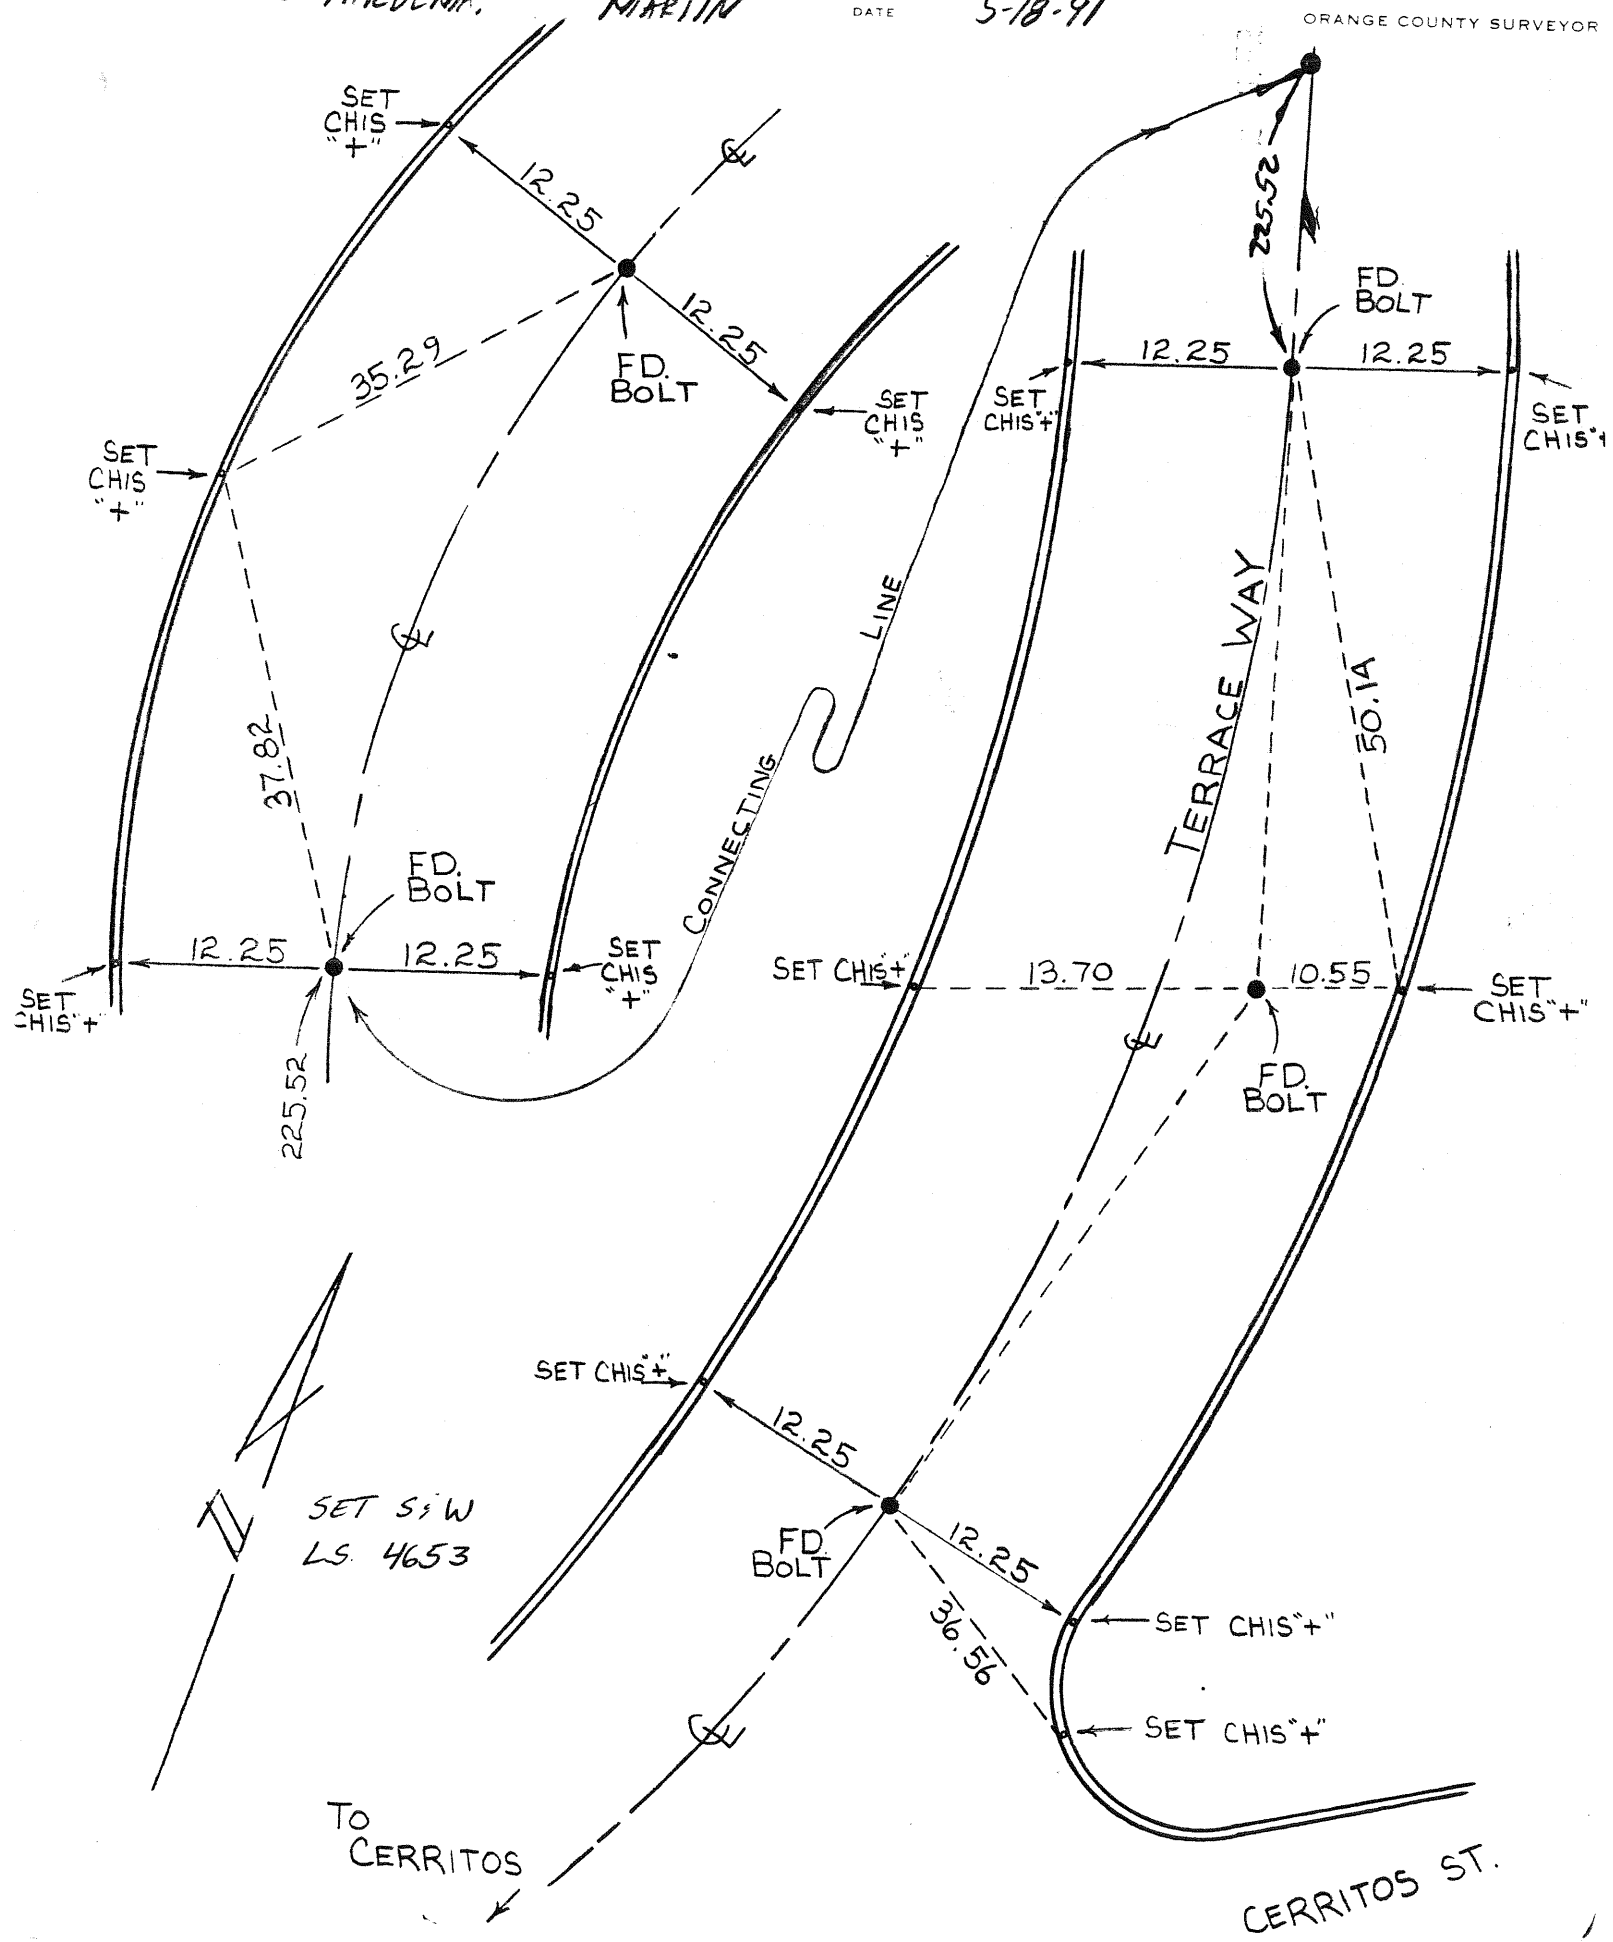 MARTIN
DATE
5-18-91
ORANGE COUNTY SURVEYOR
SET
CHIS
"+"
12.25
℄
12.25
35.29
FD.
BOLT
SET
CHIS
"+"
SET
CHIS
"+"
℄
37.82
FD.
BOLT
12.25
12.25
SET
CHIS
"+"
SET
CHIS "+"
225.52
CONNECTING
LINE
225.52
FD.
BOLT
12.25
12.25
SET
CHIS "+"
SET
CHIS "+
TERRACE WAY
50.14
SET CHIS "+"
13.70
10.55
SET
CHIS "+"
℄
FD.
BOLT
SET CHIS "+"
12.25
FD.
BOLT
12.25
36.56
SET CHIS "+"
SET CHIS "+"
℄
N
SET S&W
LS. 4653
TO
CERRITOS
CERRITOS ST.